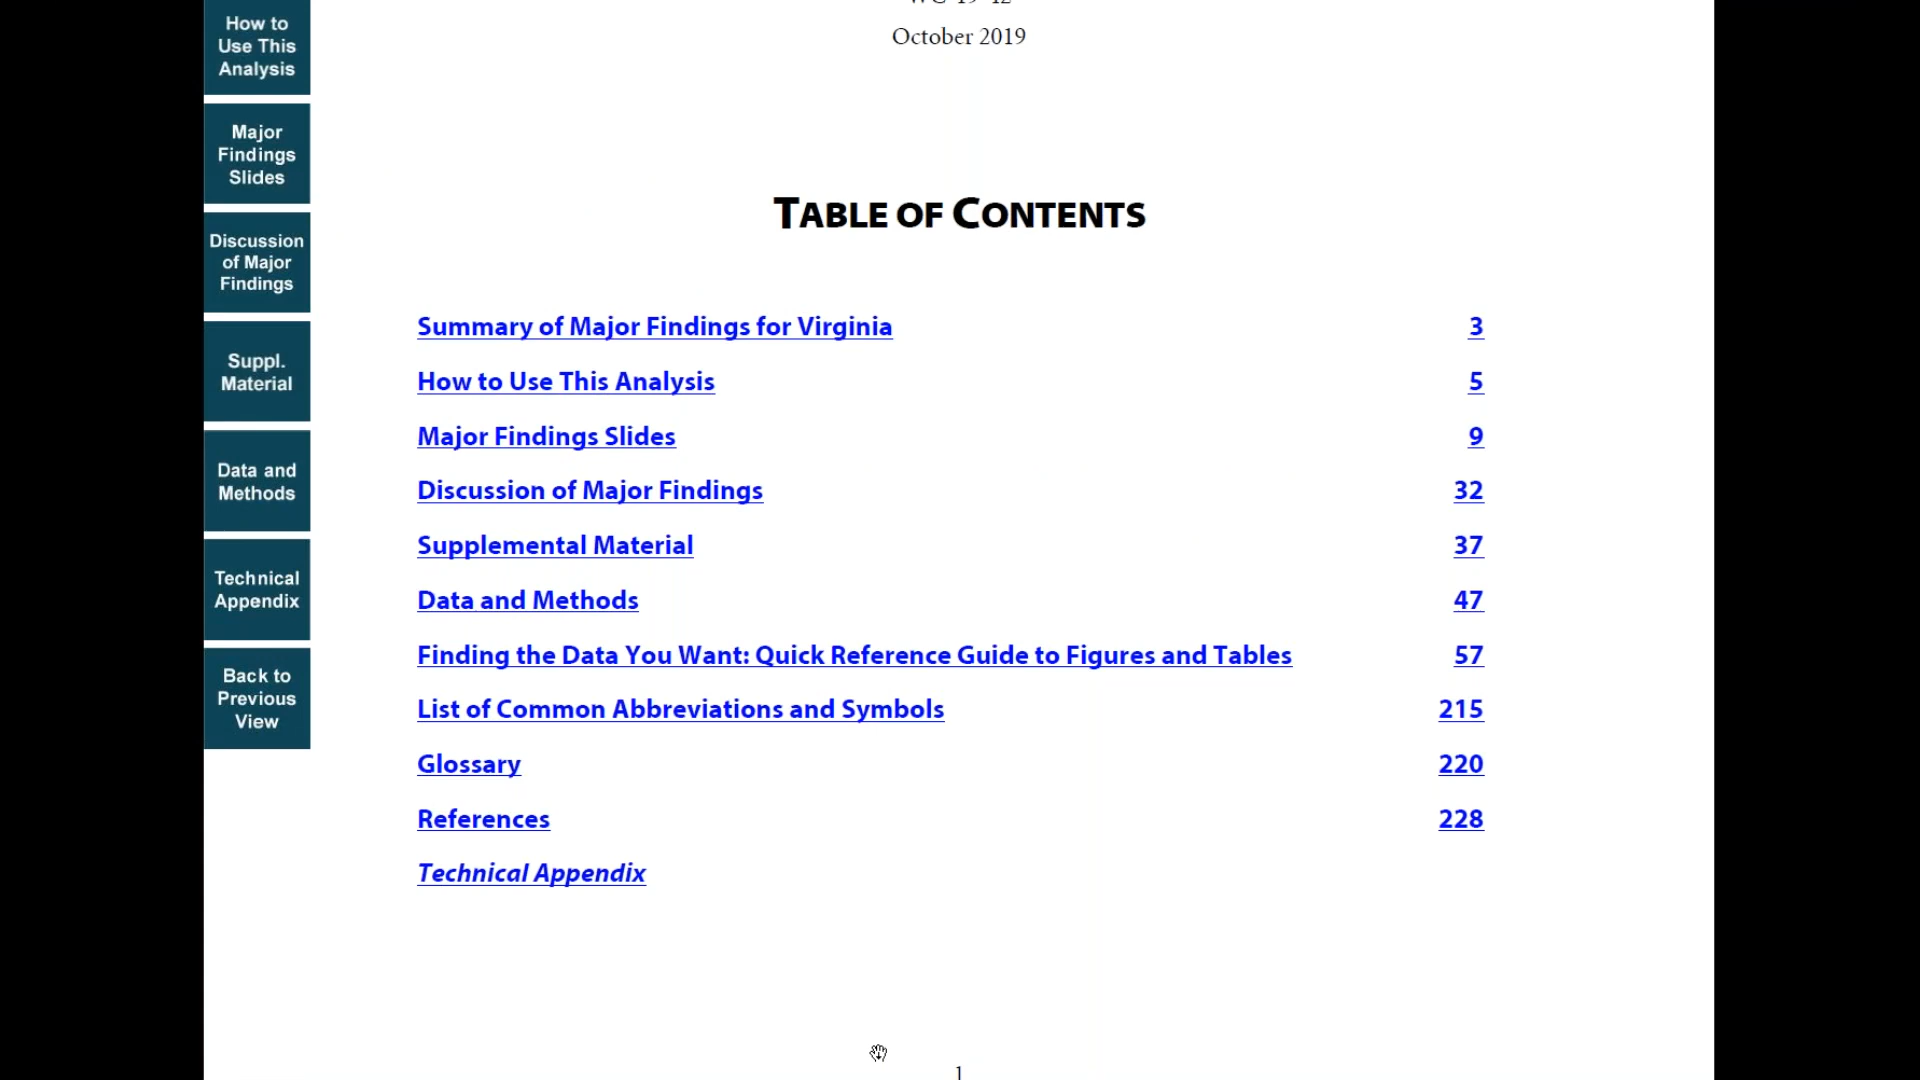 How to
Use This
Analysis
Major
Findings
Slides
Discussion
of Major
Findings
Suppl.
Material
Data and
Methods
Technical
Appendix
Back to
Previous
View
October 2019
TABLE OF CONTENTS
Summary of Major Findings for Virginia 3
How to Use This Analysis 5
Major Findings Slides 9
Discussion of Major Findings 32
Supplemental Material 37
Data and Methods 47
Finding the Data You Want: Quick Reference Guide to Figures and Tables 57
List of Common Abbreviations and Symbols 215
Glossary 220
References 228
Technical Appendix
1